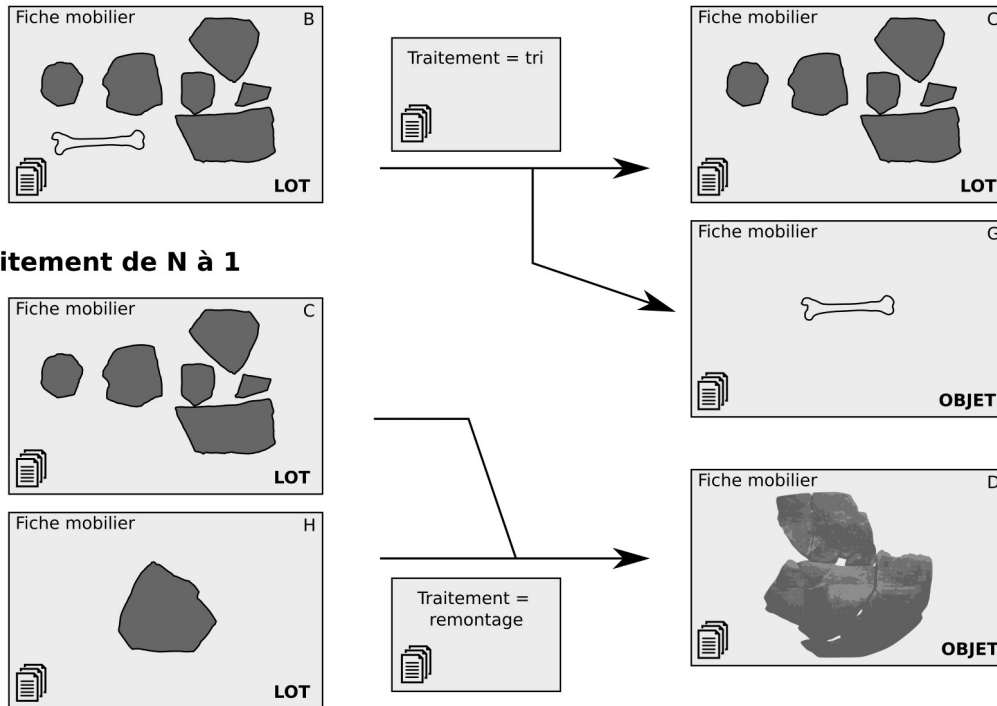 Fiche mobilier B
LOT
Traitement = tri
Fiche mobilier C
LOT
Fiche mobilier G
OBJET
itement de N à 1
Fiche mobilier C
LOT
Fiche mobilier H
LOT
Traitement =
remontage
Fiche mobilier D
OBJET